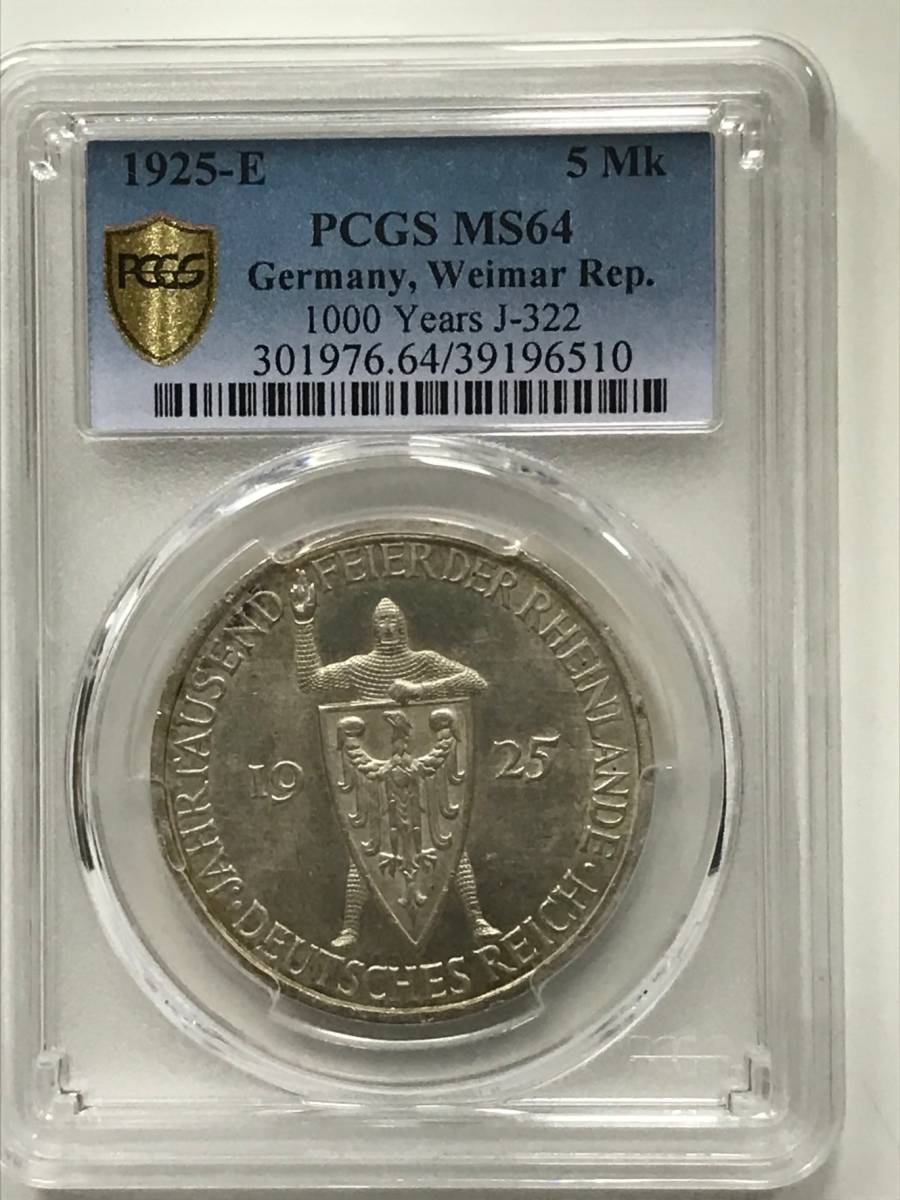 1925-E 5 Mk
PCGS MS64
PCGS
Germany, Weimar Rep.
1000 Years J-322
301976.64/39196510
JAHRTAUSEND FEIER DER RHEINLANDE
19 25
· DEUTSCHES REICH ·
PCGS